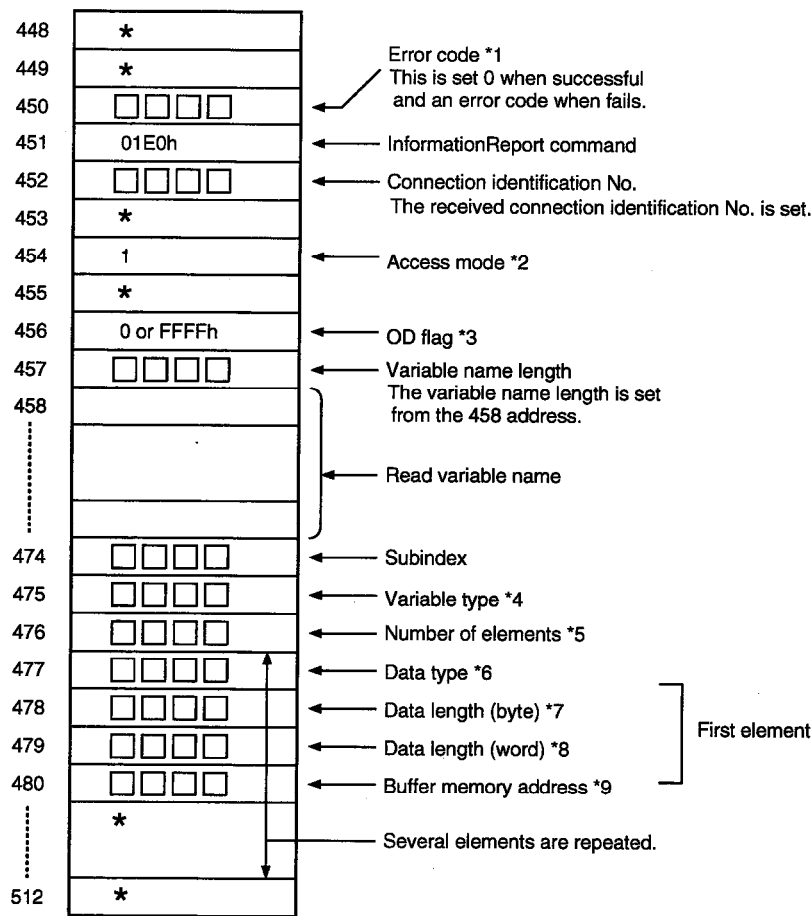 448 *
449 *
Error code *1
This is set 0 when successful
and an error code when fails.
450 □□□□
451 01E0h InformationReport command
452 □□□□ Connection identification No.
The received connection identification No. is set.
453 *
454 1 Access mode *2
455 *
456 0 or FFFFh OD flag *3
457 □□□□ Variable name length
The variable name length is set
from the 458 address.
458
Read variable name
474 □□□□ Subindex
475 □□□□ Variable type *4
476 □□□□ Number of elements *5
477 □□□□ Data type *6
478 □□□□ Data length (byte) *7
First element
479 □□□□ Data length (word) *8
480 □□□□ Buffer memory address *9
*
Several elements are repeated.
512 *